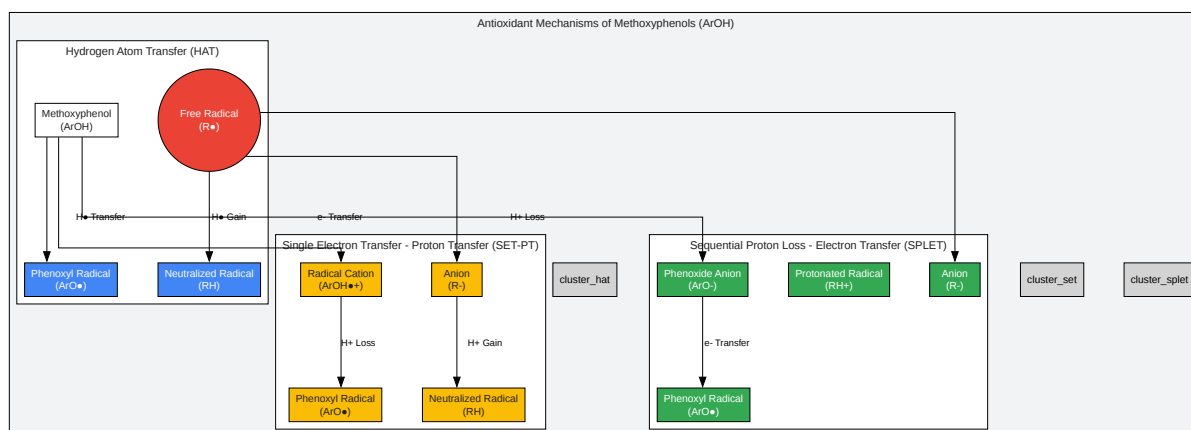 Antioxidant Mechanisms of Methoxyphenols (ArOH)
Hydrogen Atom Transfer (HAT)
Methoxyphenol
(ArOH)
Free Radical
(R●)
H● Transfer
H● Gain
e- Transfer
H+ Loss
Phenoxyl Radical
(ArO●)
Neutralized Radical
(RH)
Single Electron Transfer - Proton Transfer (SET-PT)
Radical Cation
(ArOH●+)
Anion
(R-)
H+ Loss
H+ Gain
Phenoxyl Radical
(ArO●)
Neutralized Radical
(RH)
cluster_hat
Sequential Proton Loss - Electron Transfer (SPLET)
Phenoxide Anion
(ArO-)
Protonated Radical
(RH+)
Anion
(R-)
e- Transfer
Phenoxyl Radical
(ArO●)
cluster_set
cluster_splet